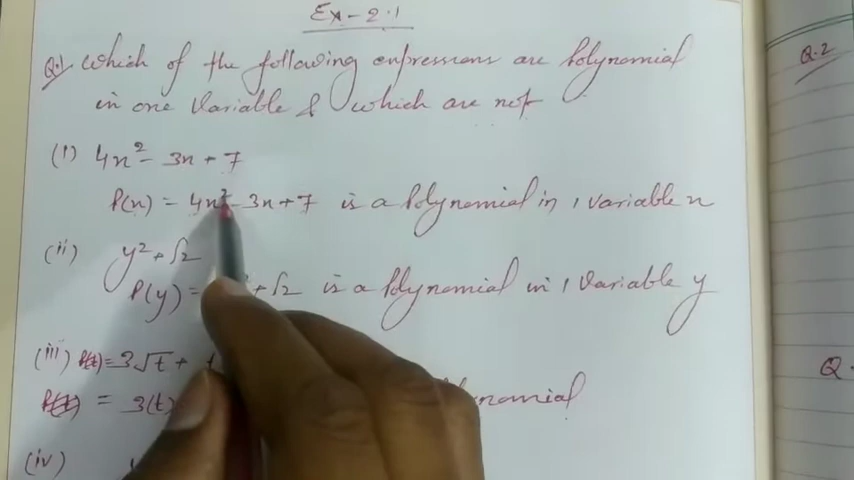 Ex-2.1
Q.1 which of the following expressions are polynomial
in one variable & which are not
(i) 4x² - 3x + 7
P(x) = 4x² - 3x + 7 is a polynomial in 1 variable x
(ii) y² + √2
P(y) = + √2 is a polynomial in 1 variable y
(iii) P(t) = 3√t + t
P(t) = 3(t)
(iv)
Q.2
Q.